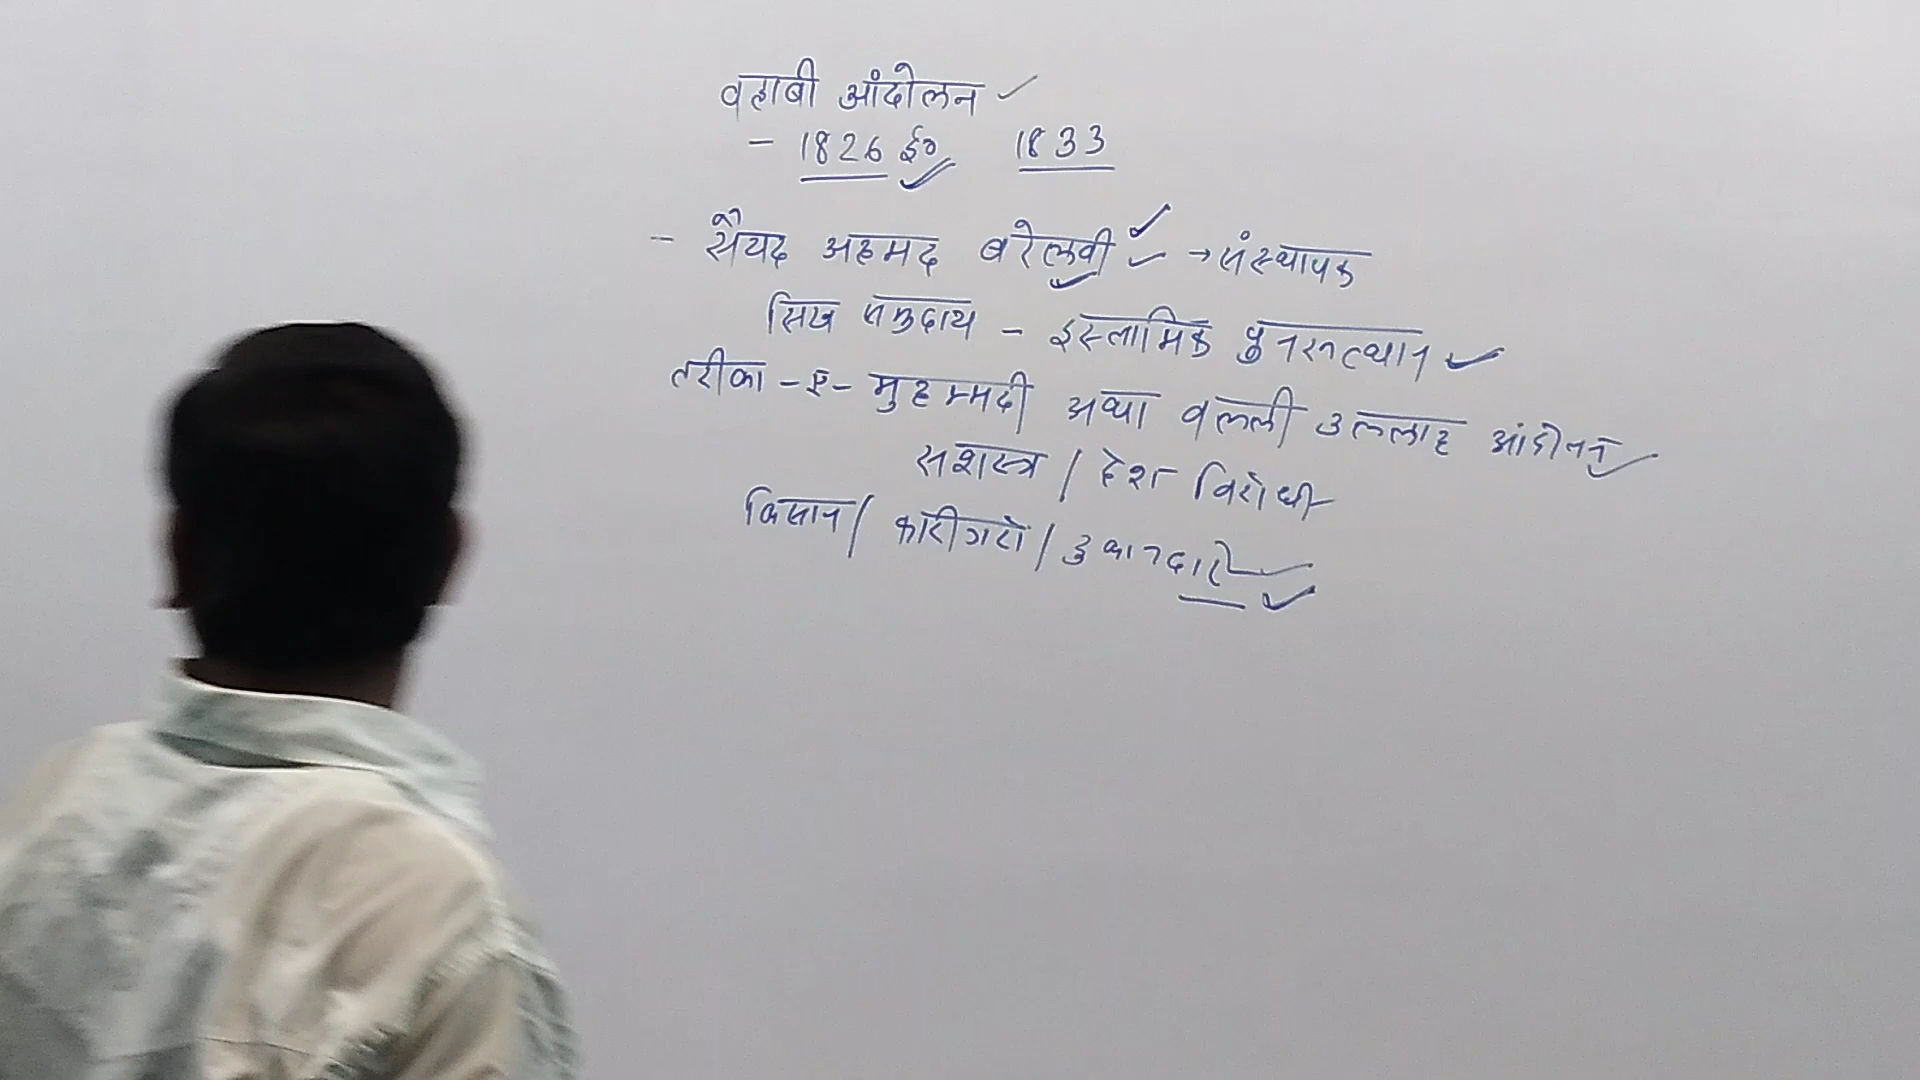 वहाबी आंदोलन
- 1826 ई० 1833
- सैयद अहमद बरेलवी → संस्थापक
सिख समुदाय - इस्लामिक पुनरूत्थान
तरीका - ए - मुहम्मदी अथवा वल्ली उल्लाह आंदोलन
सशस्त्र / देश विरोधी
किसान / कारीगरों / दुकानदारों